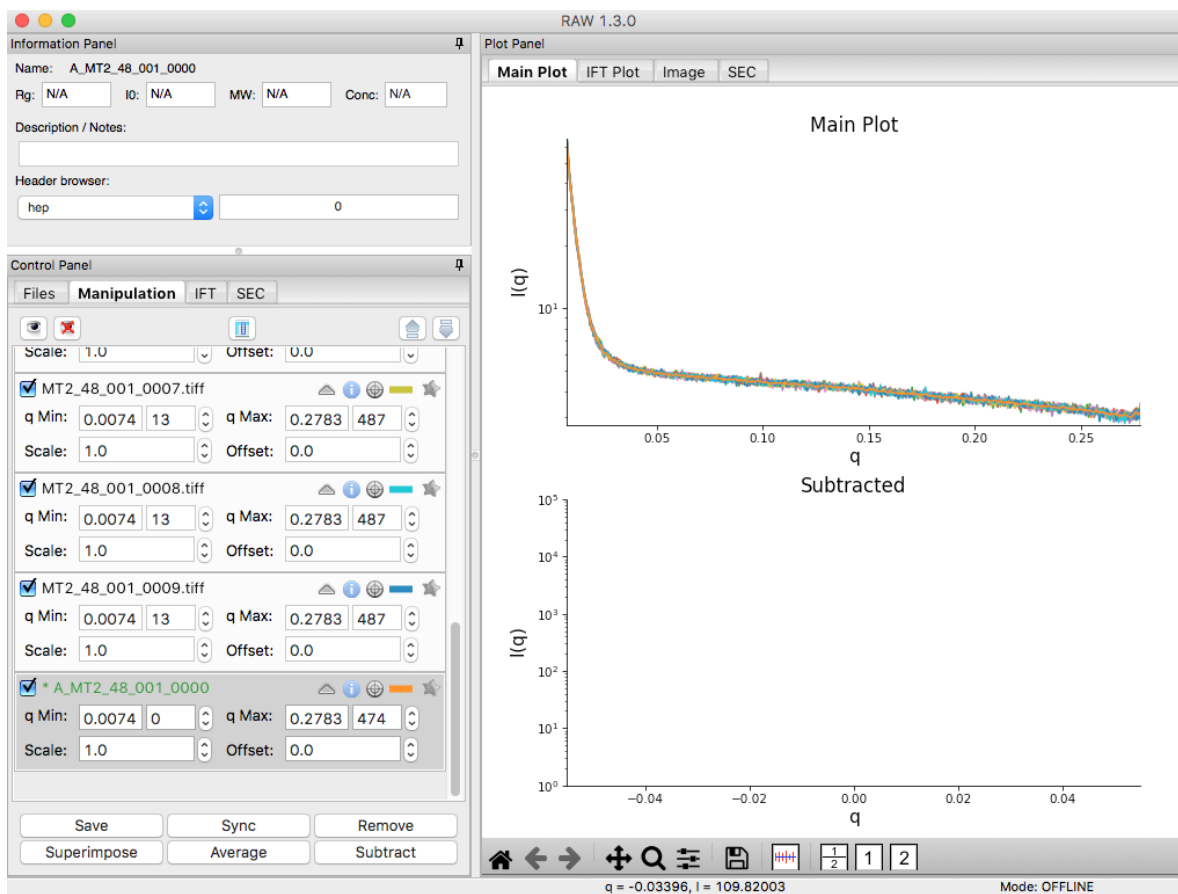 RAW 1.3.0
Information Panel
Name: A_MT2_48_001_0000
Rg: N/A I0: N/A MW: N/A Conc: N/A
Description / Notes:
Header browser:
hep 0
Control Panel
Files Manipulation IFT SEC
Scale: 1.0 Offset: 0.0
MT2_48_001_0007.tiff
q Min: 0.0074 13 q Max: 0.2783 487
Scale: 1.0 Offset: 0.0
MT2_48_001_0008.tiff
q Min: 0.0074 13 q Max: 0.2783 487
Scale: 1.0 Offset: 0.0
MT2_48_001_0009.tiff
q Min: 0.0074 13 q Max: 0.2783 487
Scale: 1.0 Offset: 0.0
* A_MT2_48_001_0000
q Min: 0.0074 0 q Max: 0.2783 474
Scale: 1.0 Offset: 0.0
Save Sync Remove
Superimpose Average Subtract
Plot Panel
Main Plot IFT Plot Image SEC
Main Plot
I(q)
10¹
0.05 0.10 0.15 0.20 0.25
q
Subtracted
I(q)
10⁵
10⁴
10³
10²
10¹
10⁰
−0.04 −0.02 0.00 0.02 0.04
q
1/2 1 2
q = -0.03396, I = 109.82003 Mode: OFFLINE